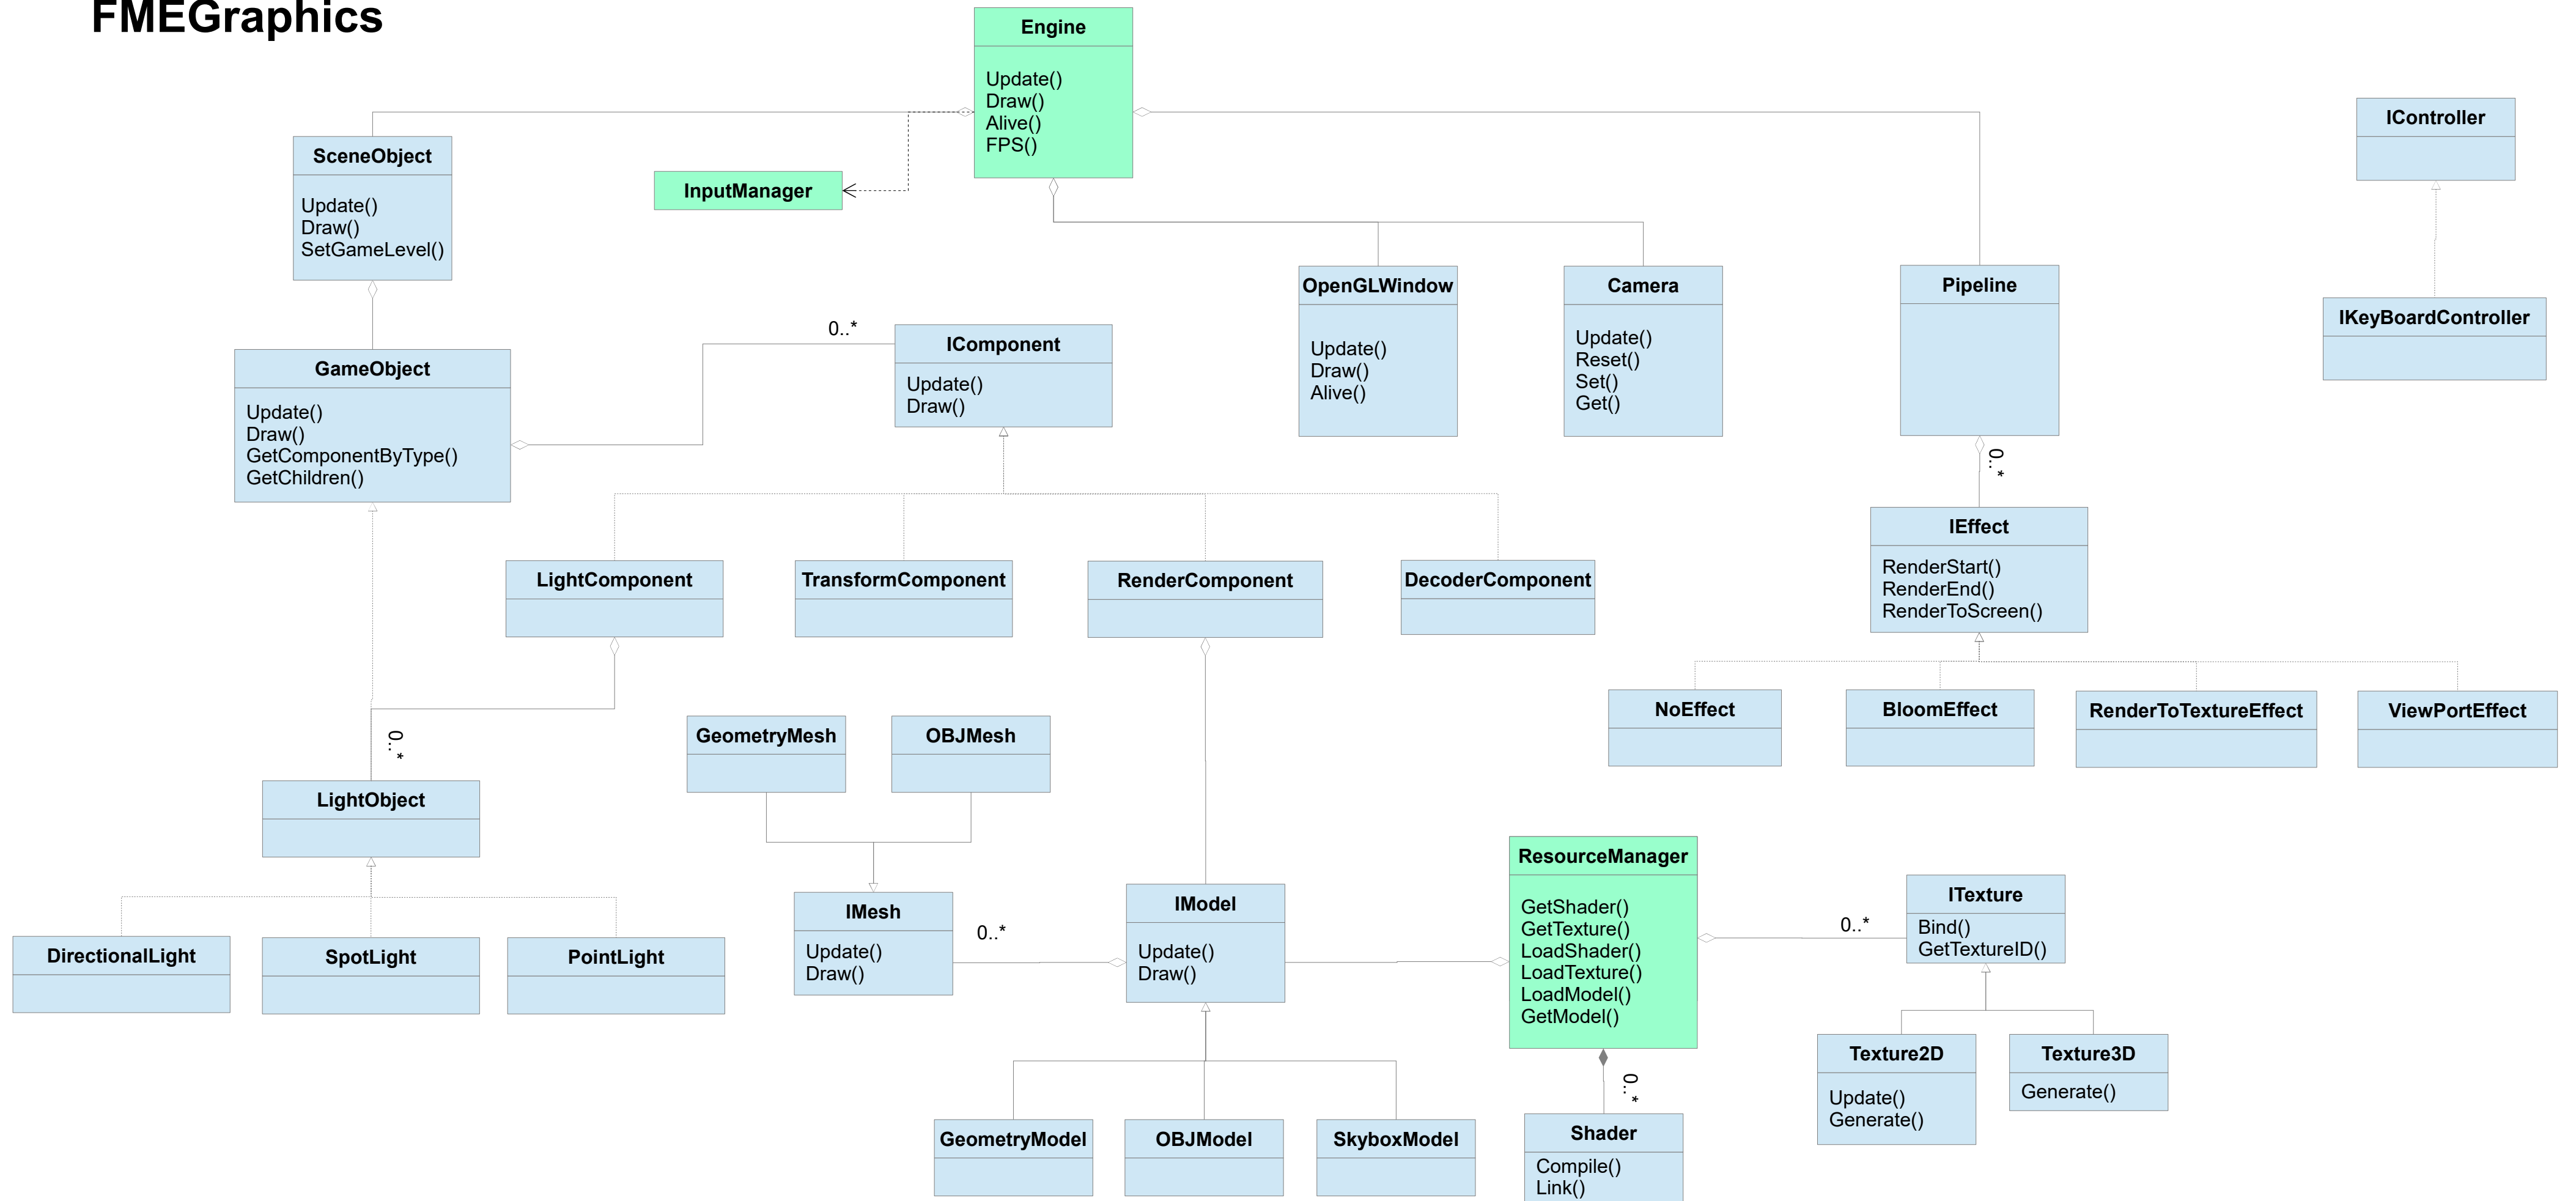 FMEGraphics
Engine
Update()
Draw()
Alive()
FPS()
IController
SceneObject
Update()
Draw()
SetGameLevel()
InputManager
OpenGLWindow
Update()
Draw()
Alive()
Camera
Update()
Reset()
Set()
Get()
Pipeline
IKeyBoardController
0..*
IComponent
Update()
Draw()
GameObject
Update()
Draw()
GetComponentByType()
GetChildren()
0..*
IEffect
RenderStart()
RenderEnd()
RenderToScreen()
LightComponent
TransformComponent
RenderComponent
DecoderComponent
NoEffect
BloomEffect
RenderToTextureEffect
ViewPortEffect
0..*
GeometryMesh
OBJMesh
LightObject
ResourceManager
GetShader()
GetTexture()
LoadShader()
LoadTexture()
LoadModel()
GetModel()
0..*
ITexture
Bind()
GetTextureID()
IMesh
Update()
Draw()
0..*
IModel
Update()
Draw()
DirectionalLight
SpotLight
PointLight
Texture2D
Update()
Generate()
Texture3D
Generate()
0..*
GeometryModel
OBJModel
SkyboxModel
Shader
Compile()
Link()